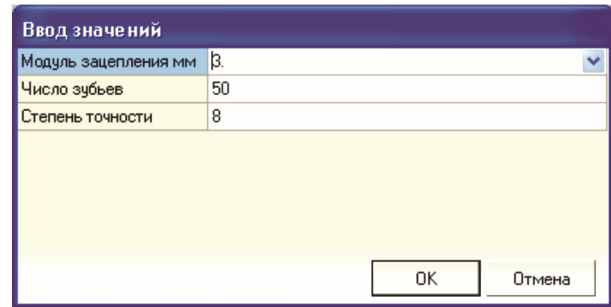 Ввод значений
Модуль зацепления мм 3.
Число зубьев 50
Степень точности 8
OK Отмена